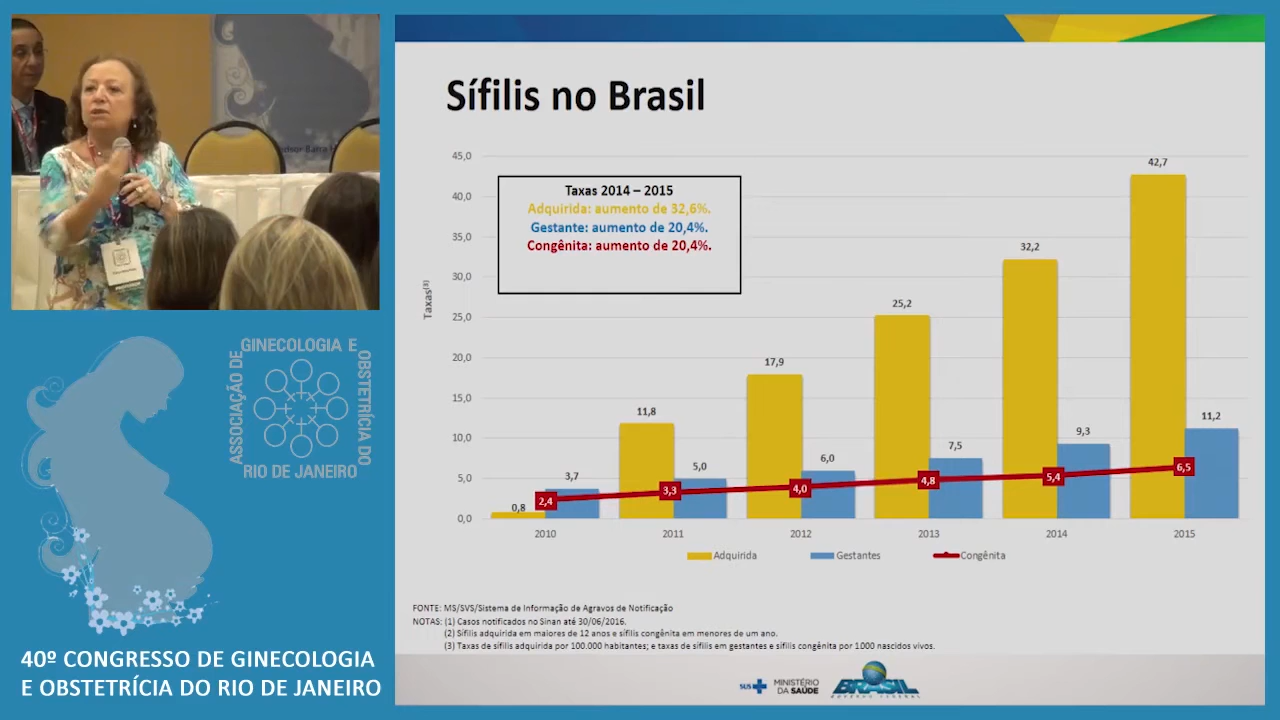 Sífilis no Brasil
45,0
40,0
35,0
30,0
25,0
20,0
15,0
10,0
5,0
0,0
Taxas(3)
Taxas 2014 – 2015
Adquirida: aumento de 32,6%.
Gestante: aumento de 20,4%.
Congênita: aumento de 20,4%.
0,8
2,4
3,7
11,8
3,3
5,0
17,9
4,0
6,0
25,2
4,8
7,5
32,2
5,4
9,3
42,7
6,5
11,2
2010
2011
2012
2013
2014
2015
Adquirida
Gestantes
Congênita
FONTE: MS/SVS/Sistema de Informação de Agravos de Notificação
NOTAS: (1) Casos notificados no Sinan até 30/06/2016.
(2) Sífilis adquirida em maiores de 12 anos e sífilis congênita em menores de um ano.
(3) Taxas de sífilis adquirida por 100.000 habitantes; e taxas de sífilis em gestantes e sífilis congênita por 1000 nascidos vivos.
SUS
MINISTÉRIO
DA SAÚDE
BRASIL
GOVERNO FEDERAL
ASSOCIAÇÃO DE
GINECOLOGIA E
OBSTETRÍCIA DO
RIO DE JANEIRO
40º CONGRESSO DE GINECOLOGIA
E OBSTETRÍCIA DO RIO DE JANEIRO